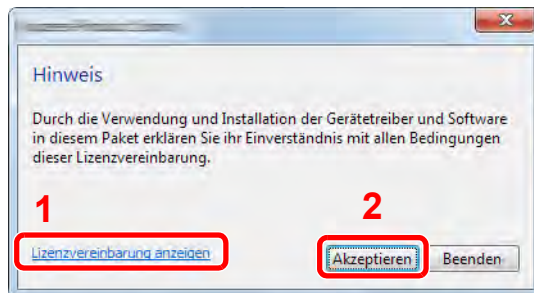 Hinweis
Durch die Verwendung und Installation der Gerätetreiber und Software
in diesem Paket erklären Sie ihr Einverständnis mit allen Bedingungen
dieser Lizenzvereinbarung.
1
2
Lizenzvereinbarung anzeigen
Akzeptieren
Beenden